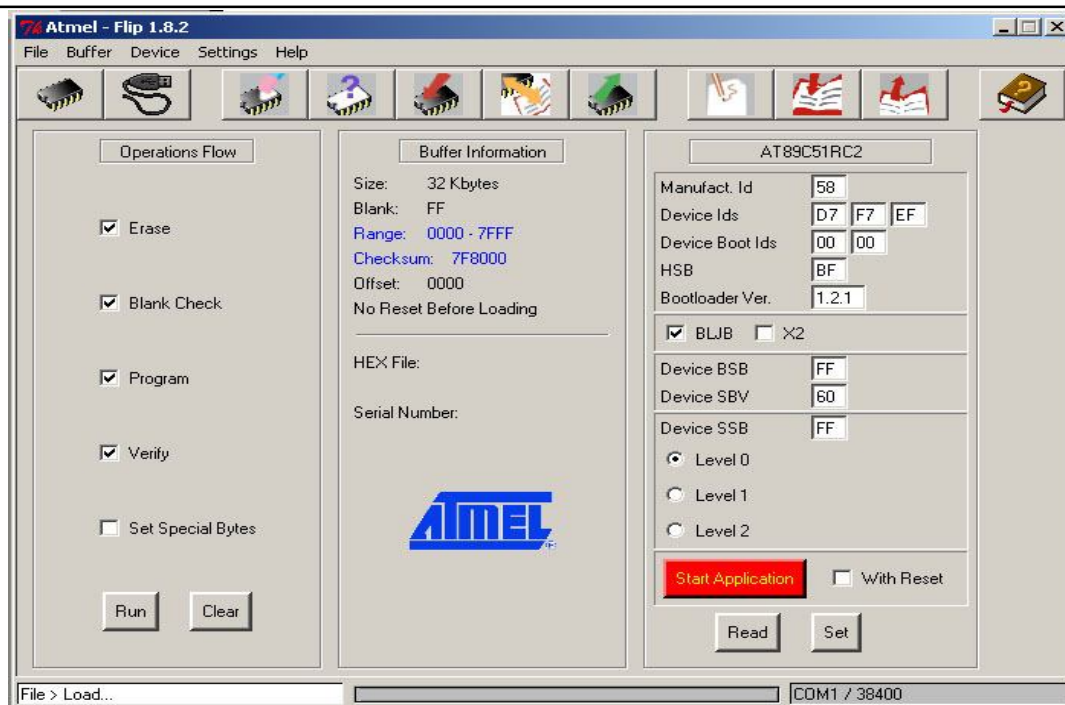 Atmel - Flip 1.8.2
File Buffer Device Settings Help
Operations Flow
Erase
Blank Check
Program
Verify
Set Special Bytes
Run Clear
Buffer Information
Size: 32 Kbytes
Blank: FF
Range: 0000 - 7FFF
Checksum: 7F8000
Offset: 0000
No Reset Before Loading
HEX File:
Serial Number:
ATMEL
AT89C51RC2
Manufact. Id 58
Device Ids D7 F7 EF
Device Boot Ids 00 00
HSB BF
Bootloader Ver. 1.2.1
BLJB X2
Device BSB FF
Device SBV 60
Device SSB FF
Level 0
Level 1
Level 2
Start Application With Reset
Read Set
File > Load...
COM1 / 38400